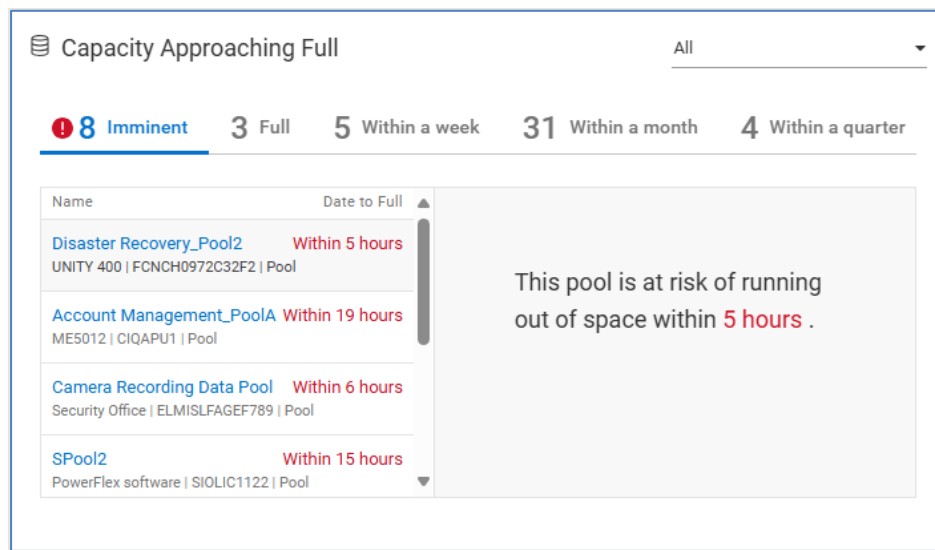 Capacity Approaching Full
All
8 Imminent
3 Full
5 Within a week
31 Within a month
4 Within a quarter
Name Date to Full
Disaster Recovery_Pool2 Within 5 hours
UNITY 400 | FCNCH0972C32F2 | Pool
Account Management_PoolA Within 19 hours
ME5012 | CIQAPU1 | Pool
Camera Recording Data Pool Within 6 hours
Security Office | ELMISLFAGEF789 | Pool
SPool2 Within 15 hours
PowerFlex software | SIOLIC1122 | Pool
This pool is at risk of running
out of space within 5 hours .